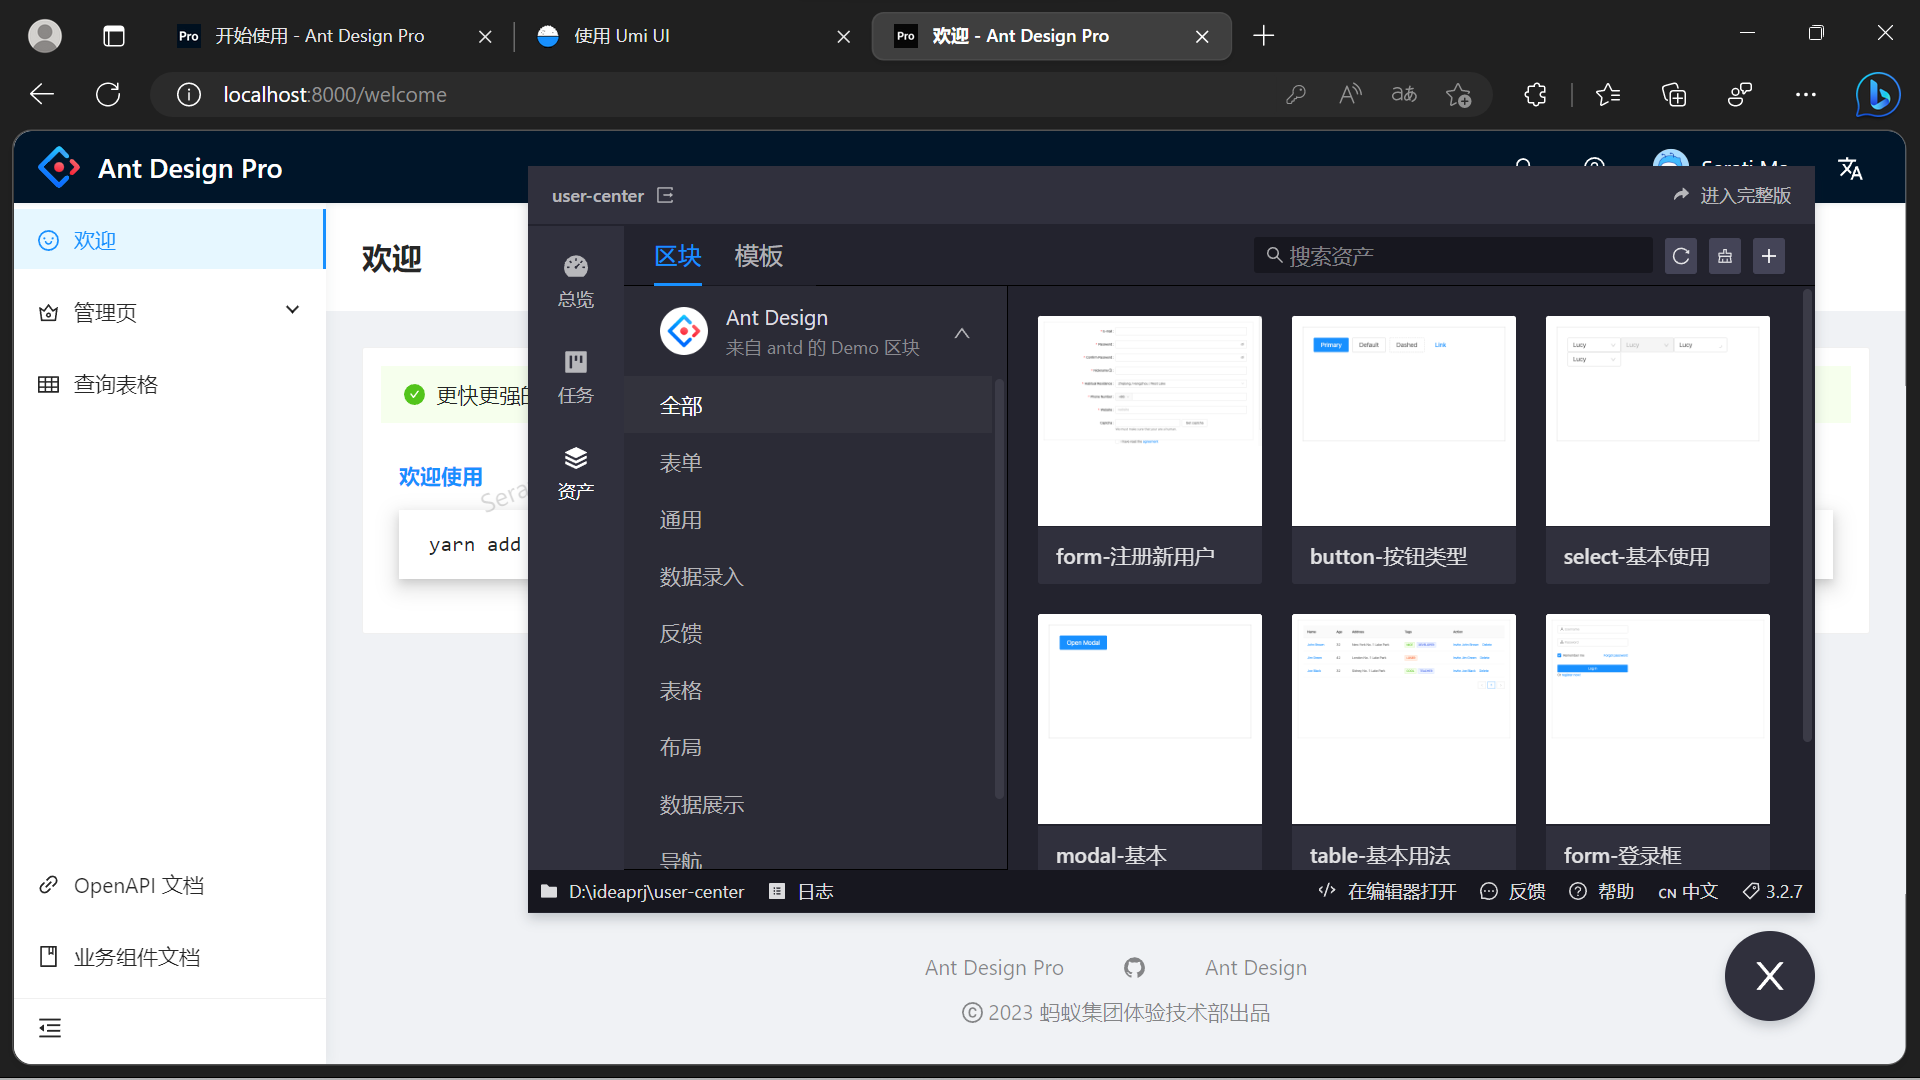 Pro 开始使用 - Ant Design Pro
使用 Umi UI
Pro 欢迎 - Ant Design Pro
localhost:8000/welcome
Ant Design Pro
欢迎
管理页
查询表格
OpenAPI 文档
业务组件文档
欢迎
更快更强
欢迎使用
Sera
yarn add
user-center
进入完整版
总览
任务
资产
区块
模板
搜索资产
Ant Design
来自 antd 的 Demo 区块
全部
表单
通用
数据录入
反馈
表格
布局
数据展示
导航
form-注册新用户
Primary Default Dashed Link
button-按钮类型
Lucy Lucy Lucy
Lucy
select-基本使用
Open Modal
modal-基本
table-基本用法
form-登录框
D:\ideaprj\user-center
日志
在编辑器打开
反馈
帮助
CN 中文
3.2.7
Ant Design Pro
Ant Design
© 2023 蚂蚁集团体验技术部出品